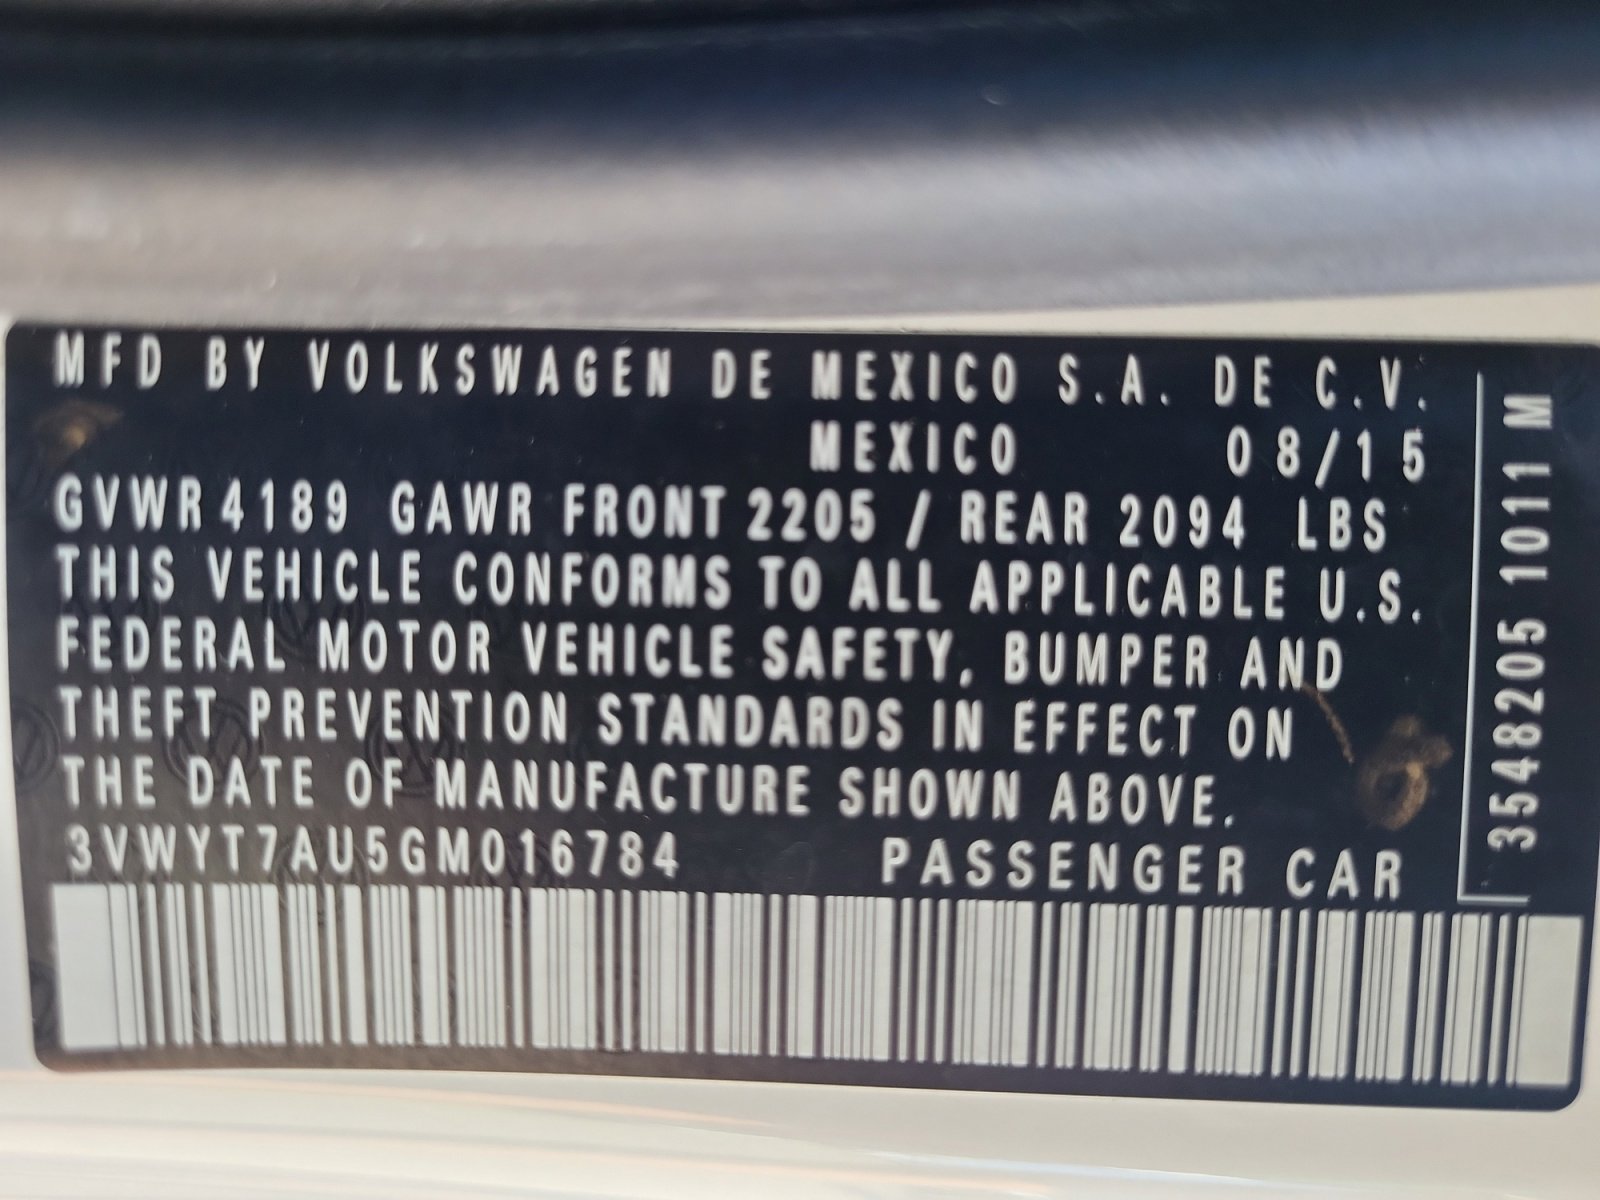 MFD BY VOLKSWAGEN DE MEXICO S.A. DE C.V.
MEXICO 08/15
GVWR 4189 GAWR FRONT 2205 / REAR 2094 LBS
THIS VEHICLE CONFORMS TO ALL APPLICABLE U.S.
FEDERAL MOTOR VEHICLE SAFETY, BUMPER AND
THEFT PREVENTION STANDARDS IN EFFECT ON
THE DATE OF MANUFACTURE SHOWN ABOVE.
3VWYT7AU5GM016784 PASSENGER CAR
3548205 1011 M